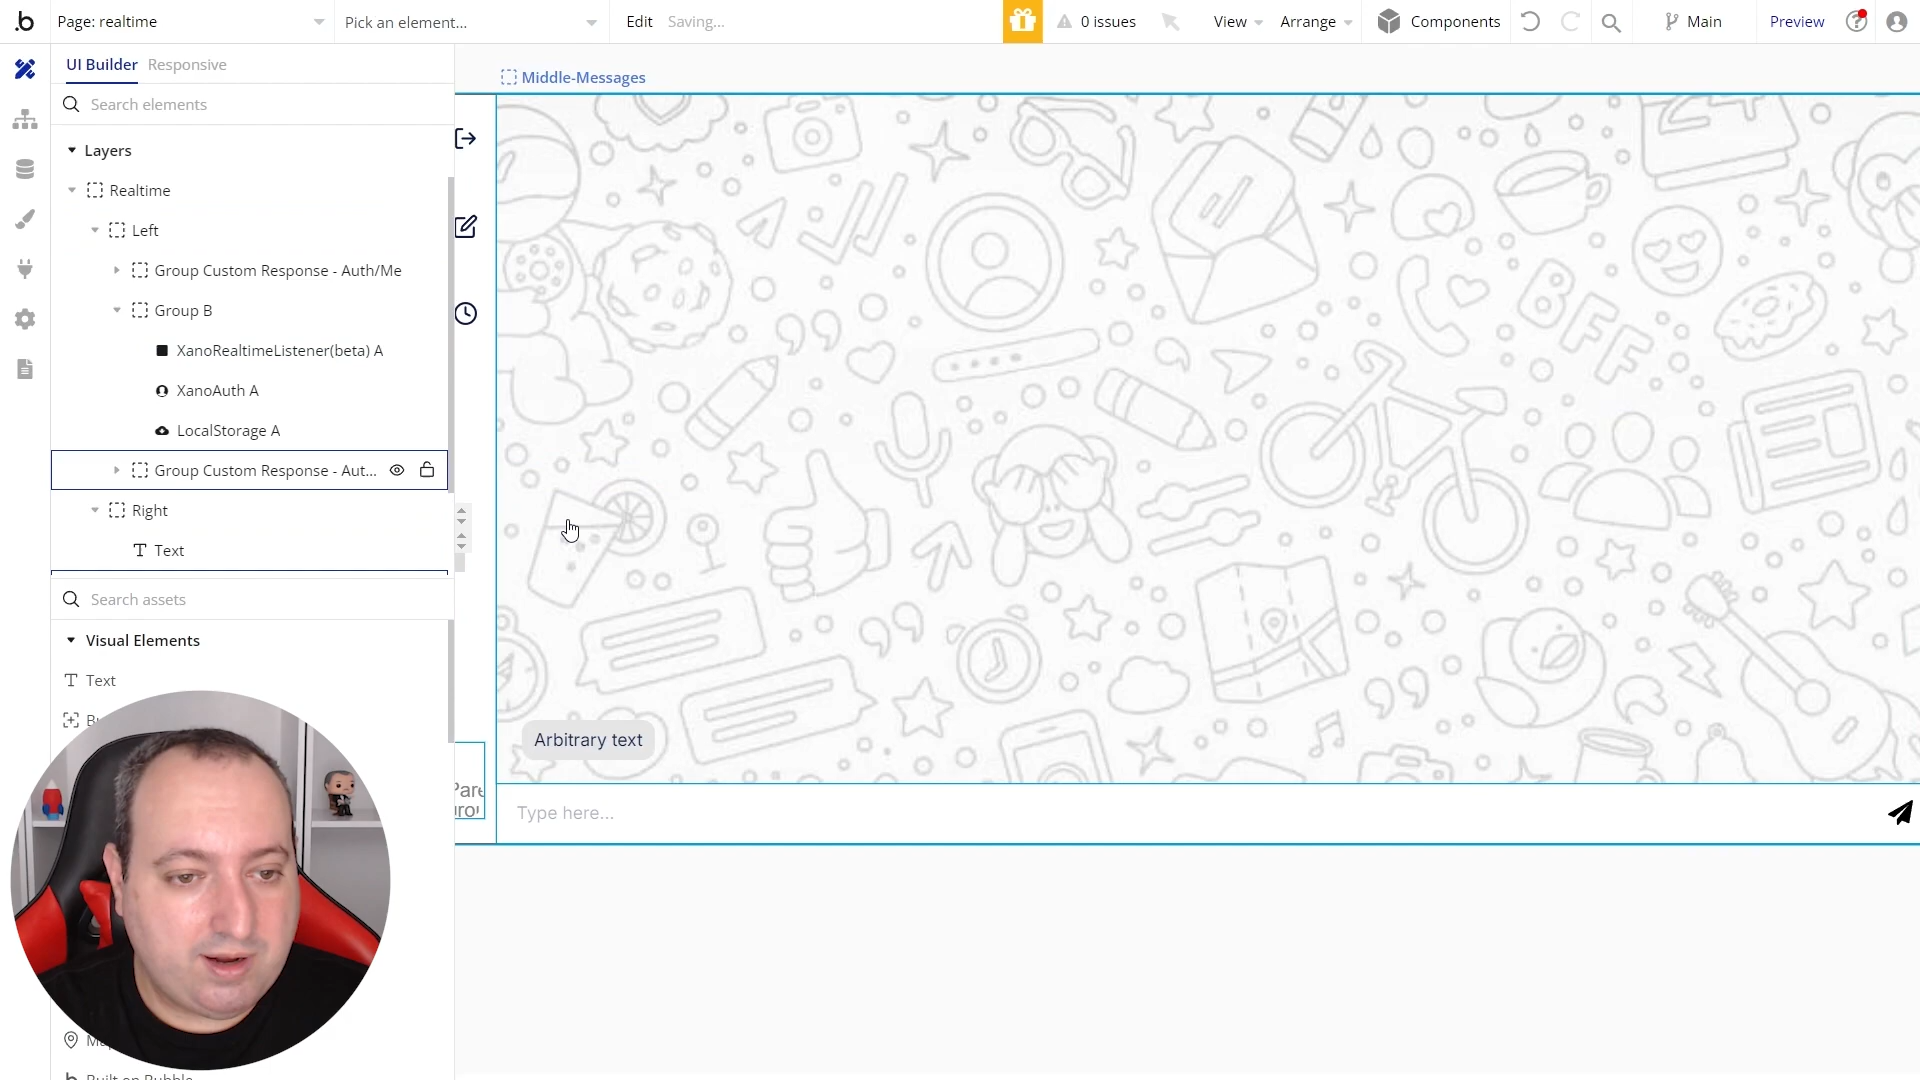 Page: realtime
Pick an element...
Edit
Saving...
0 issues
View
Arrange
Components
Main
Preview
UI Builder
Responsive
Search elements
Middle-Messages
Layers
Realtime
Left
Group Custom Response - Auth/Me
Group B
XanoRealtimeListener(beta) A
XanoAuth A
LocalStorage A
Group Custom Response - Aut...
Right
Text
Search assets
Visual Elements
Text
BFF
Arbitrary text
Type here...